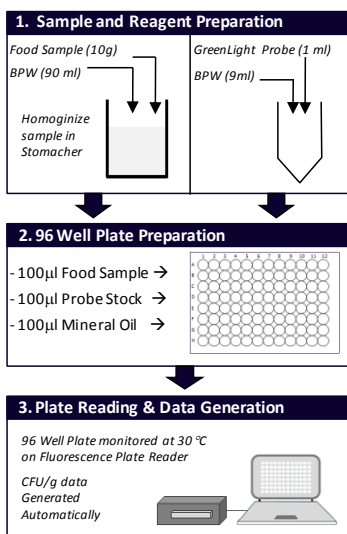 1. Sample and Reagent Preparation
Food Sample (10g)
BPW (90 ml)
Homoginize
sample in
Stomacher
GreenLight Probe (1 ml)
BPW (9ml)
2. 96 Well Plate Preparation
- 100µl Food Sample →
- 100µl Probe Stock →
- 100µl Mineral Oil →
1 2 3 4 5 6 7 8 9 10 11 12
A
B
C
D
E
F
G
H
3. Plate Reading & Data Generation
96 Well Plate monitored at 30 °C
on Fluorescence Plate Reader
CFU/g data
Generated
Automatically